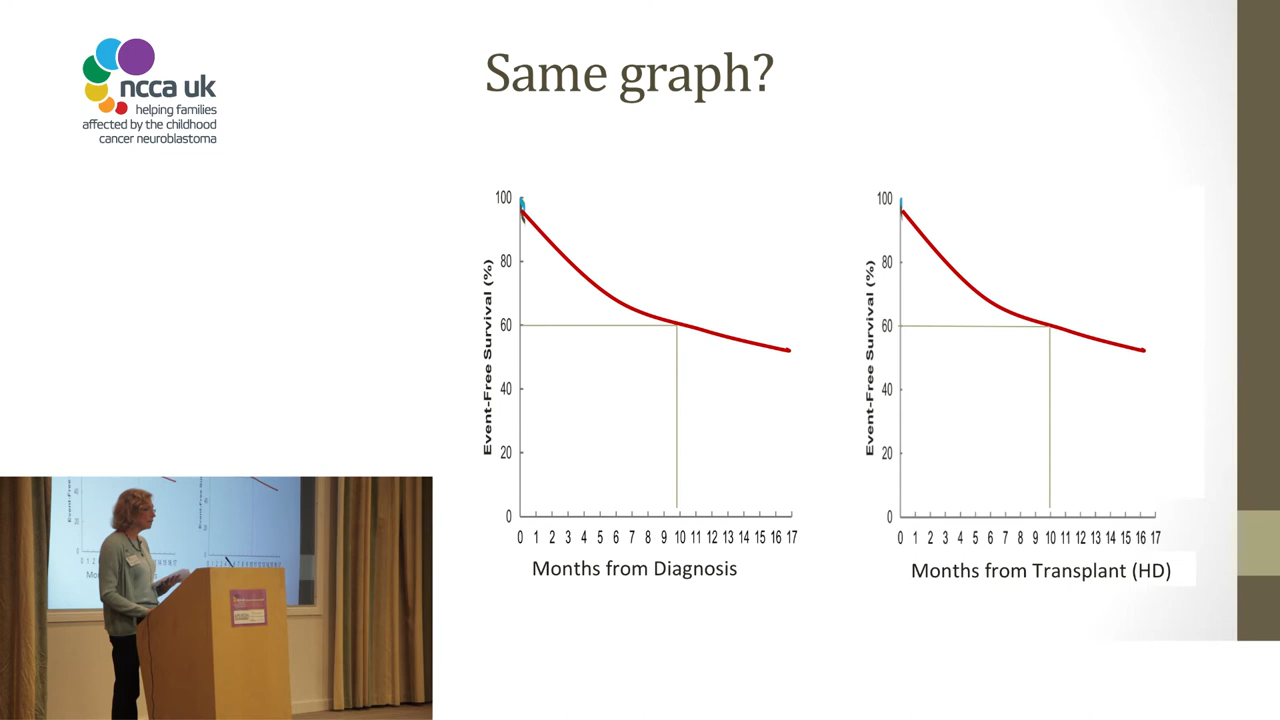 ncca uk
helping families
affected by the childhood
cancer neuroblastoma
Same graph?
Event-Free Survival (%)
100
80
60
40
20
0
0 1 2 3 4 5 6 7 8 9 10 11 12 13 14 15 16 17
Months from Diagnosis
Event-Free Survival (%)
100
80
60
40
20
0
0 1 2 3 4 5 6 7 8 9 10 11 12 13 14 15 16 17
Months from Transplant (HD)